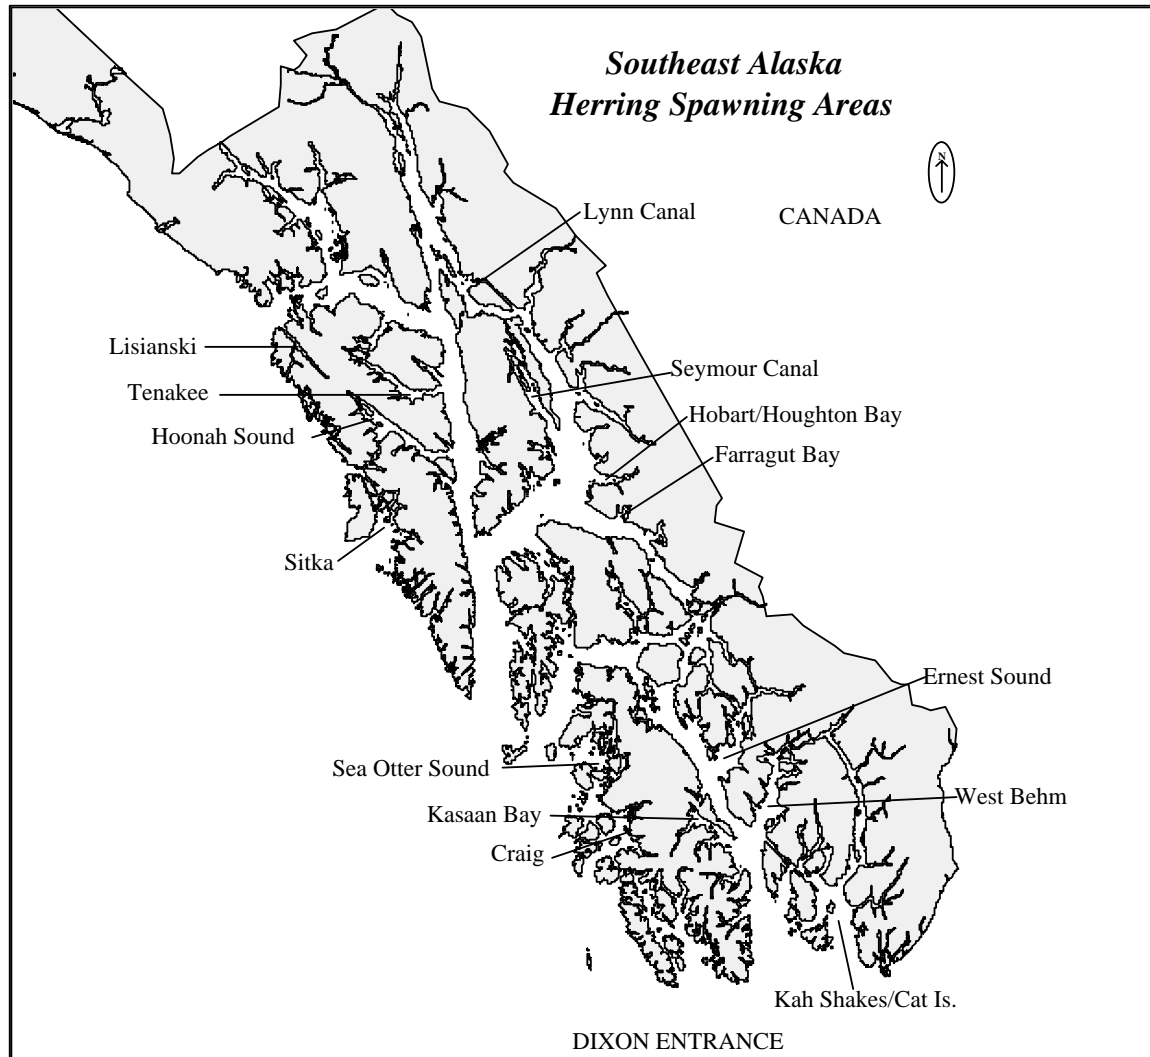 Southeast Alaska
Herring Spawning Areas
N
Lynn Canal
CANADA
Lisianski
Seymour Canal
Tenakee
Hobart/Houghton Bay
Hoonah Sound
Farragut Bay
Sitka
Ernest Sound
Sea Otter Sound
West Behm
Kasaan Bay
Craig
Kah Shakes/Cat Is.
DIXON ENTRANCE